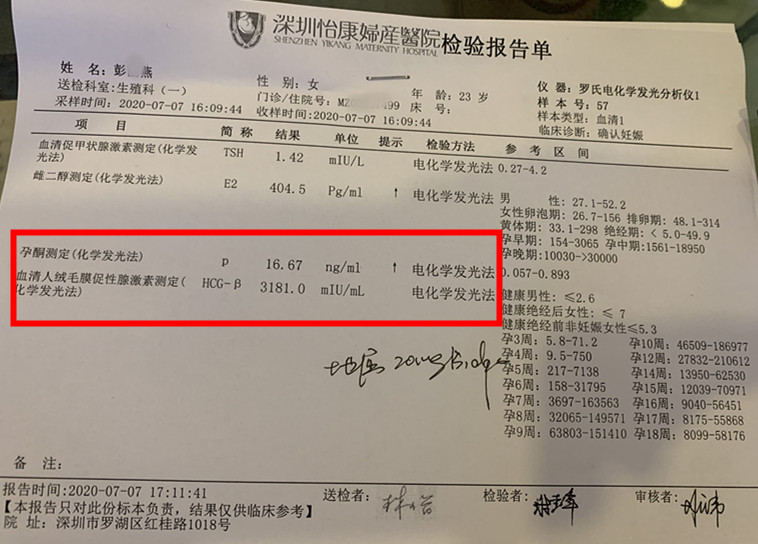 深圳怡康婦産醫院 检验报告单
SHENZHEN YIKANG MATERNITY HOSPITAL
姓 名: 彭 燕 性 别: 女 年 龄: 23 岁 仪 器: 罗氏电化学发光分析仪1
送检科室:生殖科(一) 门诊/住院号: 499 床 号: 样 本 号: 57
采样时间: 2020-07-07 16:09:44 收样时间:2020-07-07 16:09:44 样本类型: 血清1
临床诊断: 确认妊娠
项 目 简 称 结果 单位 提示 检验方法 参 考 区 间
血清促甲状腺激素测定(化学发光法) TSH 1.42 mIU/L 电化学发光法 0.27-4.2
雌二醇测定(化学发光法) E2 404.5 Pg/ml ↑ 电化学发光法 男 性: 27.1-52.2
女性卵泡期: 26.7-156 排卵期: 48.1-314
黄体期: 33.1-298 绝经期: < 5.0-49.9
孕早期: 154-3065 孕中期:1561-18950
孕晚期:10030->30000
孕酮测定(化学发光法) P 16.67 ng/ml ↑ 电化学发光法 0.057-0.893
血清人绒毛膜促性腺激素测定(化学发光法) HCG-β 3181.0 mIU/mL 电化学发光法 健康男性: ≤2.6
健康绝经后女性: ≤ 7
健康绝经前非妊娠女性≤5.3
孕3周: 5.8-71.2 孕10周: 46509-186977
孕4周: 9.5-750 孕12周: 27832-210612
孕5周: 217-7138 孕14周: 13950-62530
孕6周: 158-31795 孕15周: 12039-70971
孕7周: 3697-163563 孕16周: 9040-56451
孕8周: 32065-149571 孕17周: 8175-55868
孕9周: 63803-151410 孕18周: 8099-58176
备 注:
报告时间:2020-07-07 17:11:41 送检者: 检验者: 审核者:
【本报告只对此份标本负责,结果仅供临床参考】
院 址: 深圳市罗湖区红桂路1018号